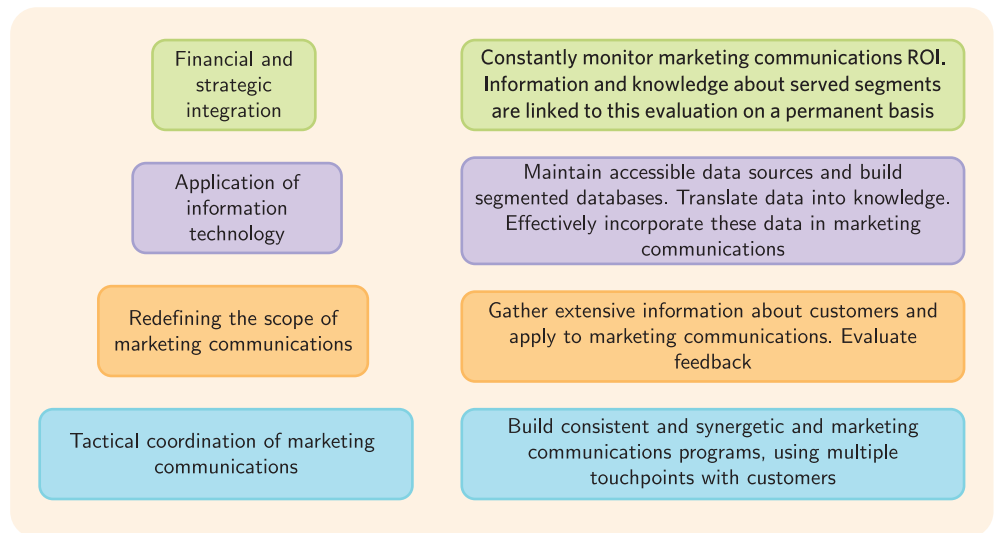 Financial and
strategic
integration
Constantly monitor marketing communications ROI.
Information and knowledge about served segments
are linked to this evaluation on a permanent basis
Application of
information
technology
Maintain accessible data sources and build
segmented databases. Translate data into knowledge.
Effectively incorporate these data in marketing
communications
Redefining the scope of
marketing communications
Gather extensive information about customers and
apply to marketing communications. Evaluate
feedback
Tactical coordination of marketing
communications
Build consistent and synergetic and marketing
communications programs, using multiple
touchpoints with customers